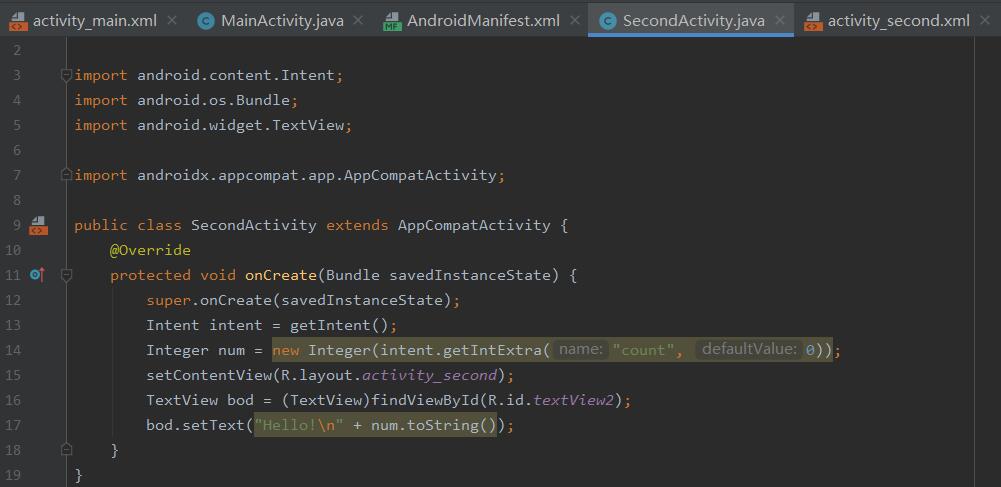 activity_main.xml MainActivity.java AndroidManifest.xml SecondActivity.java activity_second.xml
2
3 import android.content.Intent;
4 import android.os.Bundle;
5 import android.widget.TextView;
6
7 import androidx.appcompat.app.AppCompatActivity;
8
9 public class SecondActivity extends AppCompatActivity {
10 @Override
11 protected void onCreate(Bundle savedInstanceState) {
12 super.onCreate(savedInstanceState);
13 Intent intent = getIntent();
14 Integer num = new Integer(intent.getIntExtra( name: "count", defaultValue: 0));
15 setContentView(R.layout.activity_second);
16 TextView bod = (TextView)findViewById(R.id.textView2);
17 bod.setText("Hello!\n" + num.toString());
18 }
19 }